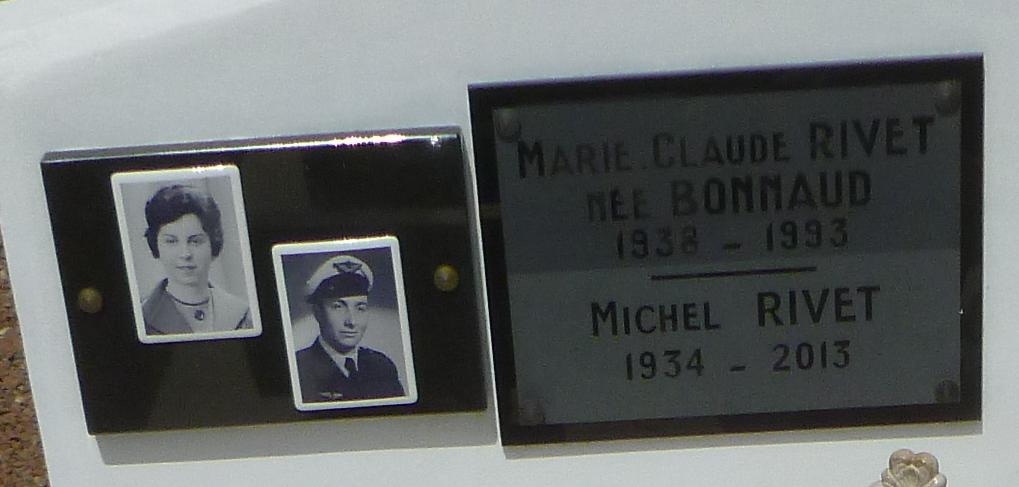 MARIE.CLAUDE RIVET
NÉE BONNAUD
1938 - 1993
MICHEL RIVET
1934 - 2013